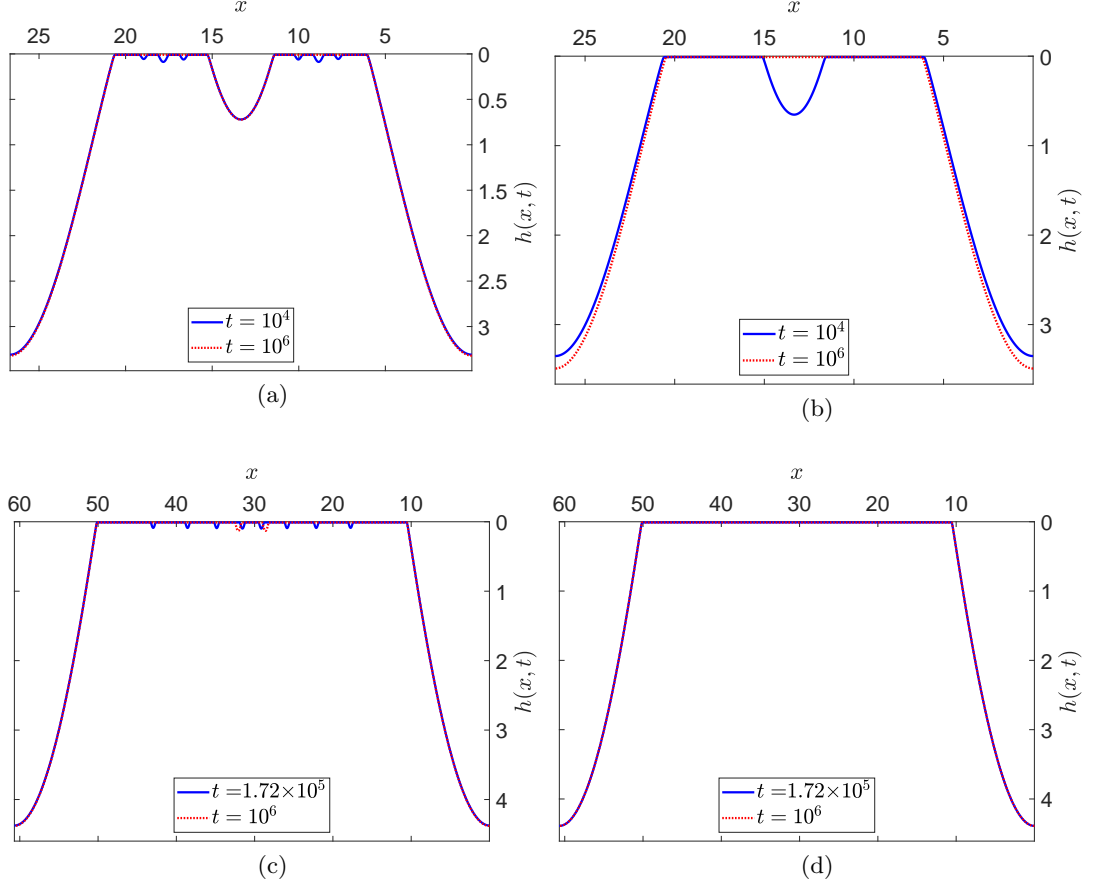 x
25 20 15 10 5
0
0.5
1
1.5
2
2.5
3
h(x, t)
t = 10^4
t = 10^6
(a)
x
25 20 15 10 5
0
1
2
3
h(x, t)
t = 10^4
t = 10^6
(b)
x
60 50 40 30 20 10
0
1
2
3
4
h(x, t)
t =1.72×10^5
t = 10^6
(c)
x
60 50 40 30 20 10
0
1
2
3
4
h(x, t)
t =1.72×10^5
t = 10^6
(d)